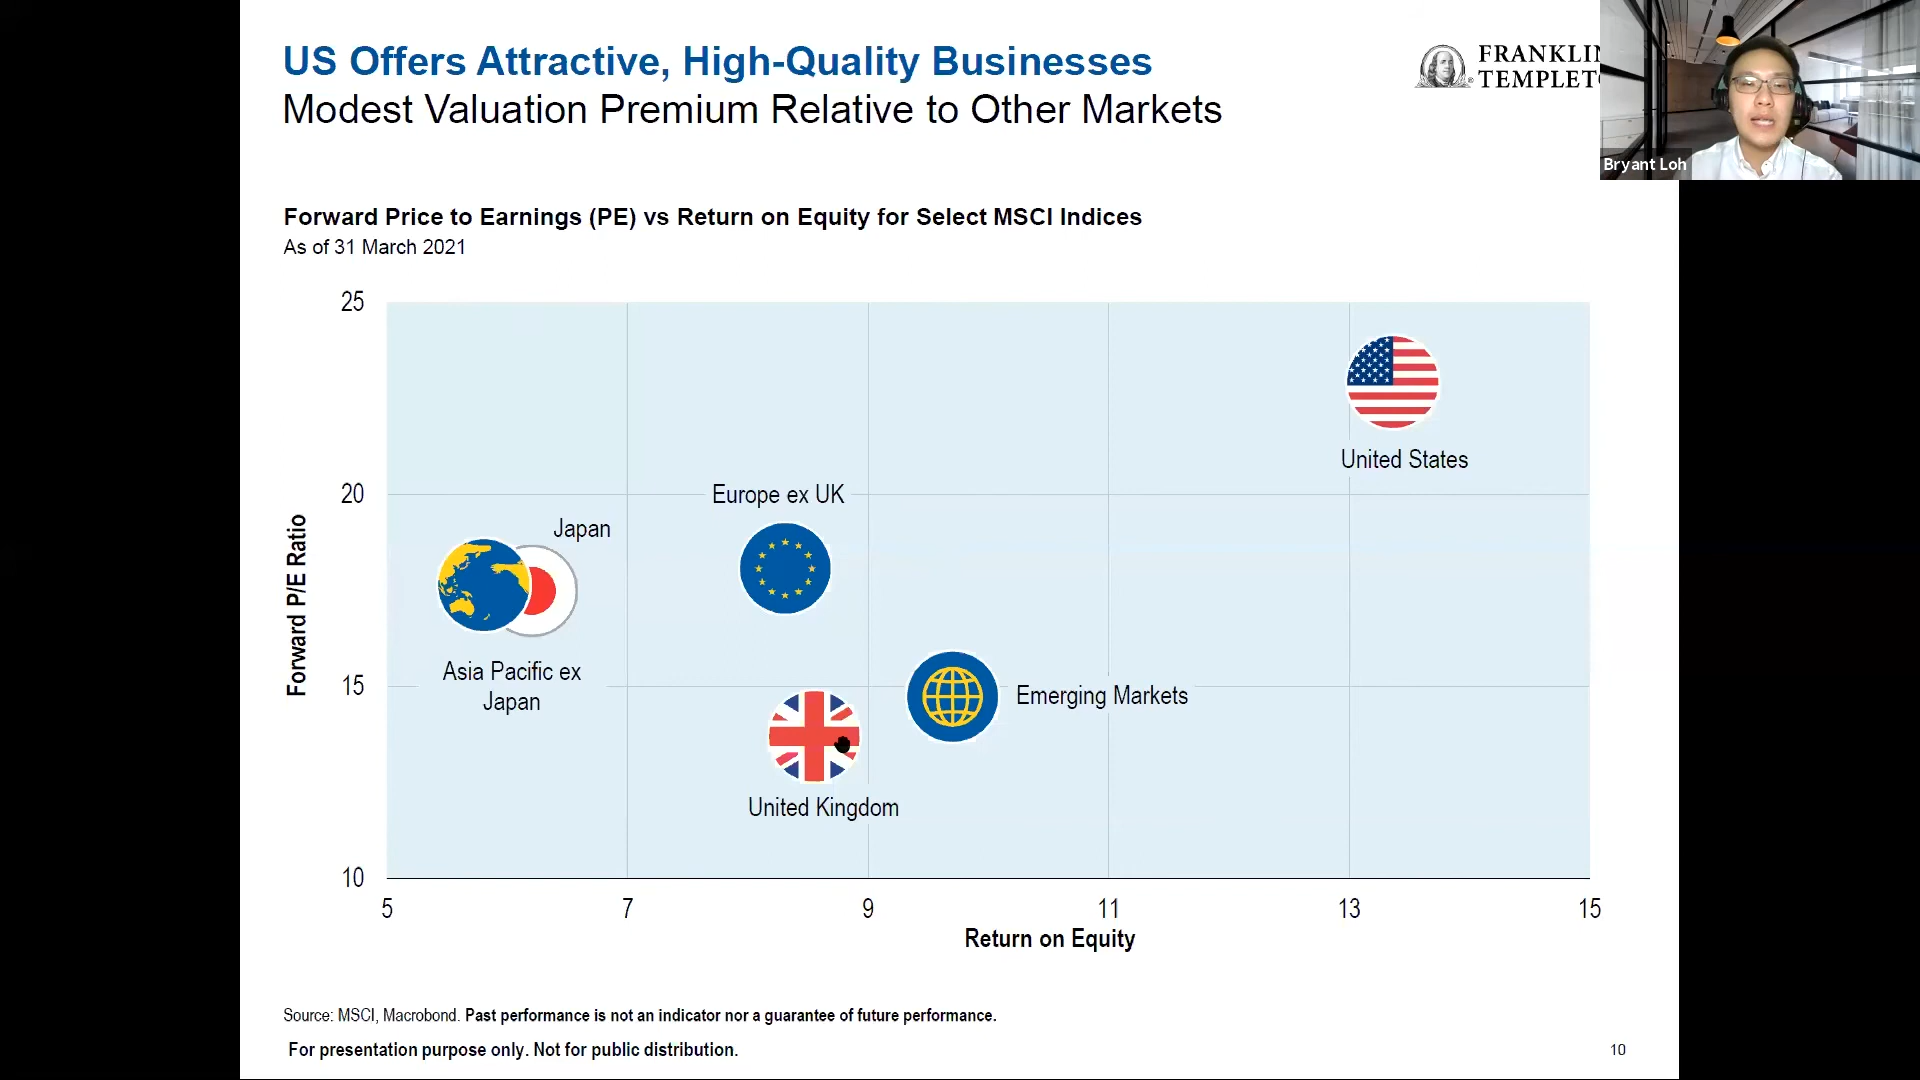 US Offers Attractive, High-Quality Businesses
Modest Valuation Premium Relative to Other Markets
FRANKLIN
TEMPLET
Bryant Loh
Forward Price to Earnings (PE) vs Return on Equity for Select MSCI Indices
As of 31 March 2021
25
20
15
10
Forward P/E Ratio
United States
Europe ex UK
Japan
Asia Pacific ex
Japan
Emerging Markets
United Kingdom
5 7 9 11 13 15
Return on Equity
Source: MSCI, Macrobond. Past performance is not an indicator nor a guarantee of future performance.
For presentation purpose only. Not for public distribution.
10